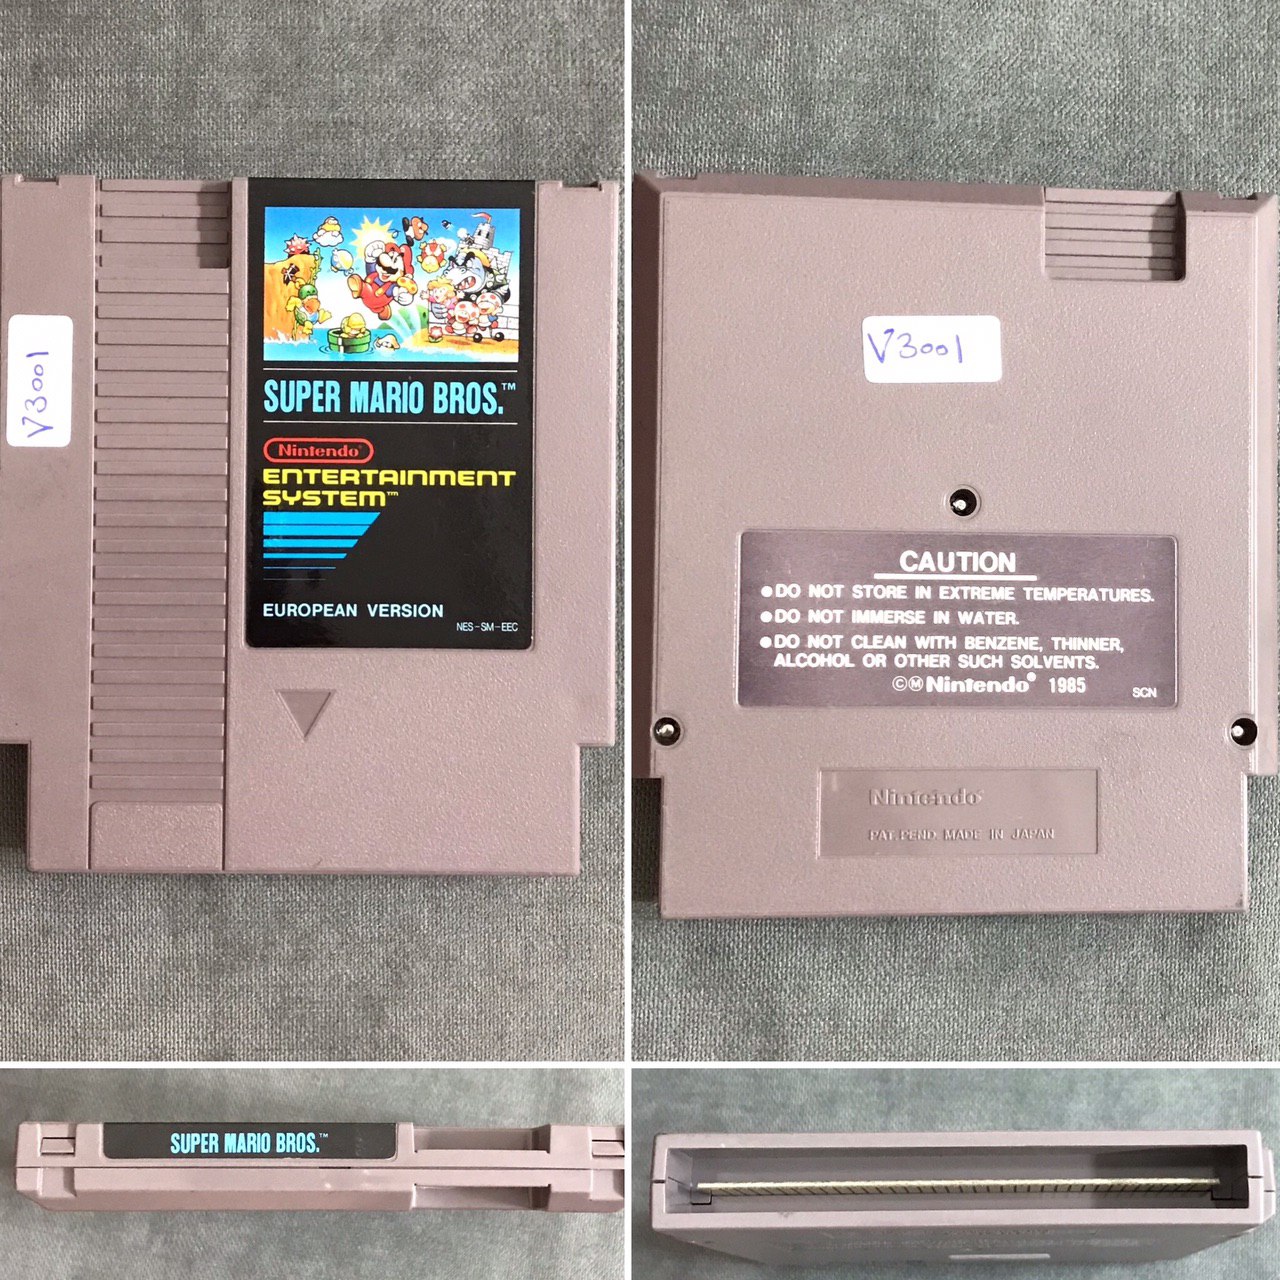 V3001
SUPER MARIO BROS.™
Nintendo®
ENTERTAINMENT
SYSTEM™
EUROPEAN VERSION
NES-SM-EEC
V3001
CAUTION
●DO NOT STORE IN EXTREME TEMPERATURES.
●DO NOT IMMERSE IN WATER.
●DO NOT CLEAN WITH BENZENE, THINNER,
ALCOHOL OR OTHER SUCH SOLVENTS.
©Ⓜ Nintendo® 1985
SCN
Nintendo®
PAT. PEND. MADE IN JAPAN
SUPER MARIO BROS.™